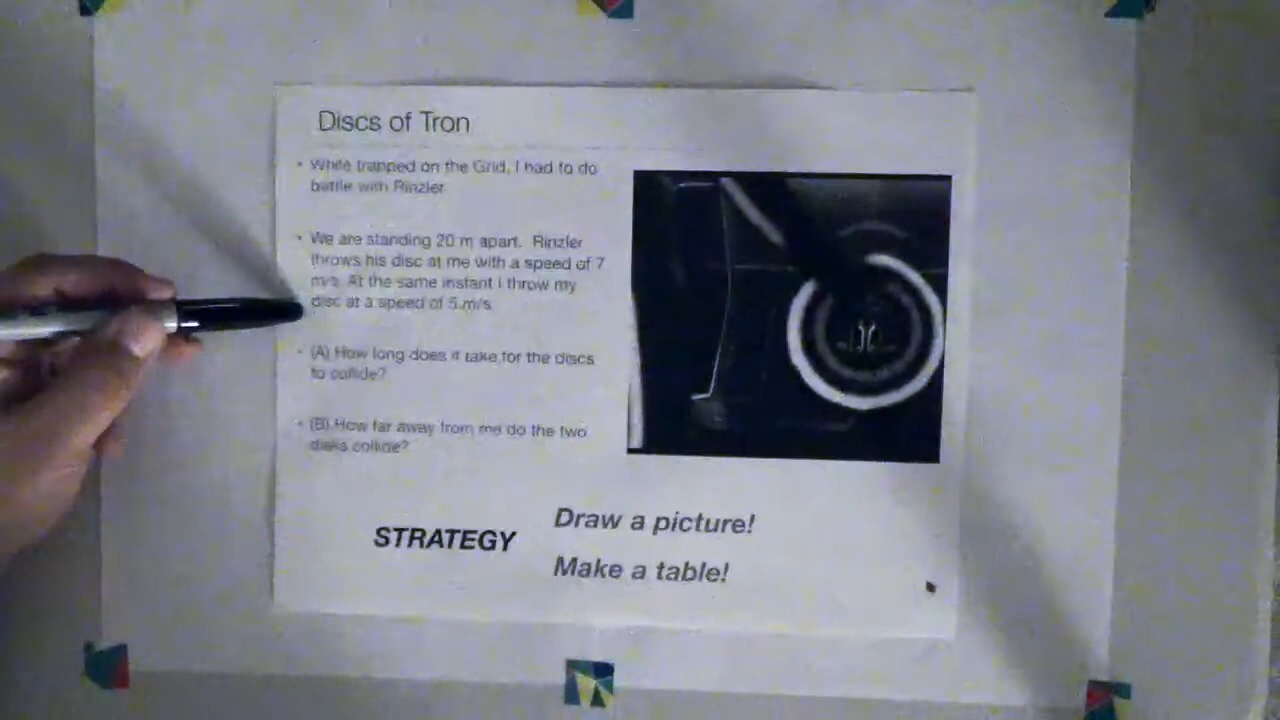 Discs of Tron
• While trapped on the Grid, I had to do
battle with Rinzler
• We are standing 20 m apart. Rinzler
throws his disc at me with a speed of 7
m/s. At the same instant I throw my
disc at a speed of 5 m/s.
• (A) How long does it take for the discs
to collide?
• (B) How far away from me do the two
disks collide?
STRATEGY
Draw a picture!
Make a table!